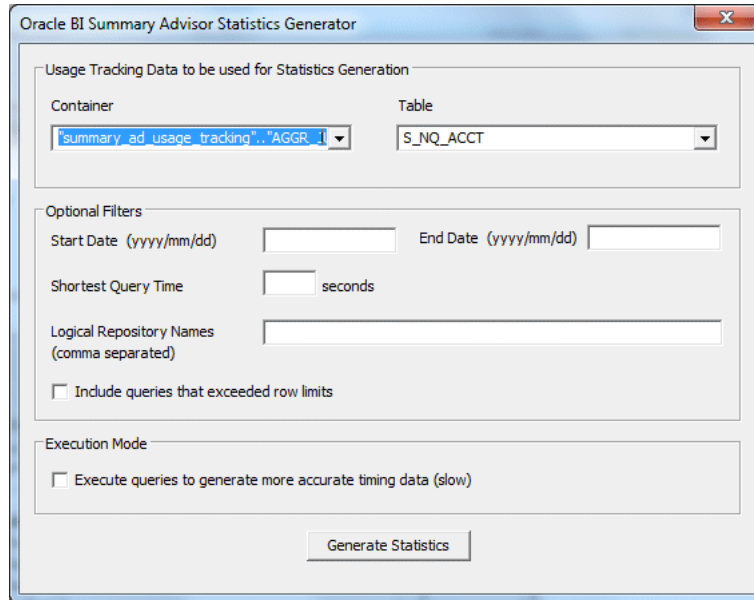 Oracle BI Summary Advisor Statistics Generator
Usage Tracking Data to be used for Statistics Generation
Container Table
"summary_ad_usage_tracking".."AGGR_1 S_NQ_ACCT
Optional Filters
Start Date (yyyy/mm/dd) End Date (yyyy/mm/dd)
Shortest Query Time seconds
Logical Repository Names
(comma separated)
Include queries that exceeded row limits
Execution Mode
Execute queries to generate more accurate timing data (slow)
Generate Statistics